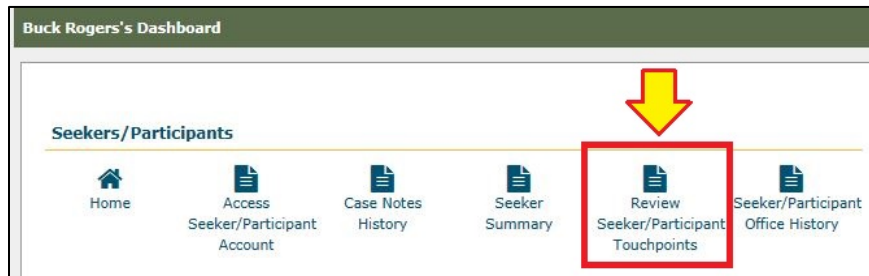 Buck Rogers's Dashboard
Seekers/Participants
Home
Access
Seeker/Participant
Account
Case Notes
History
Seeker
Summary
Review
Seeker/Participant
Touchpoints
Seeker/Participant
Office History